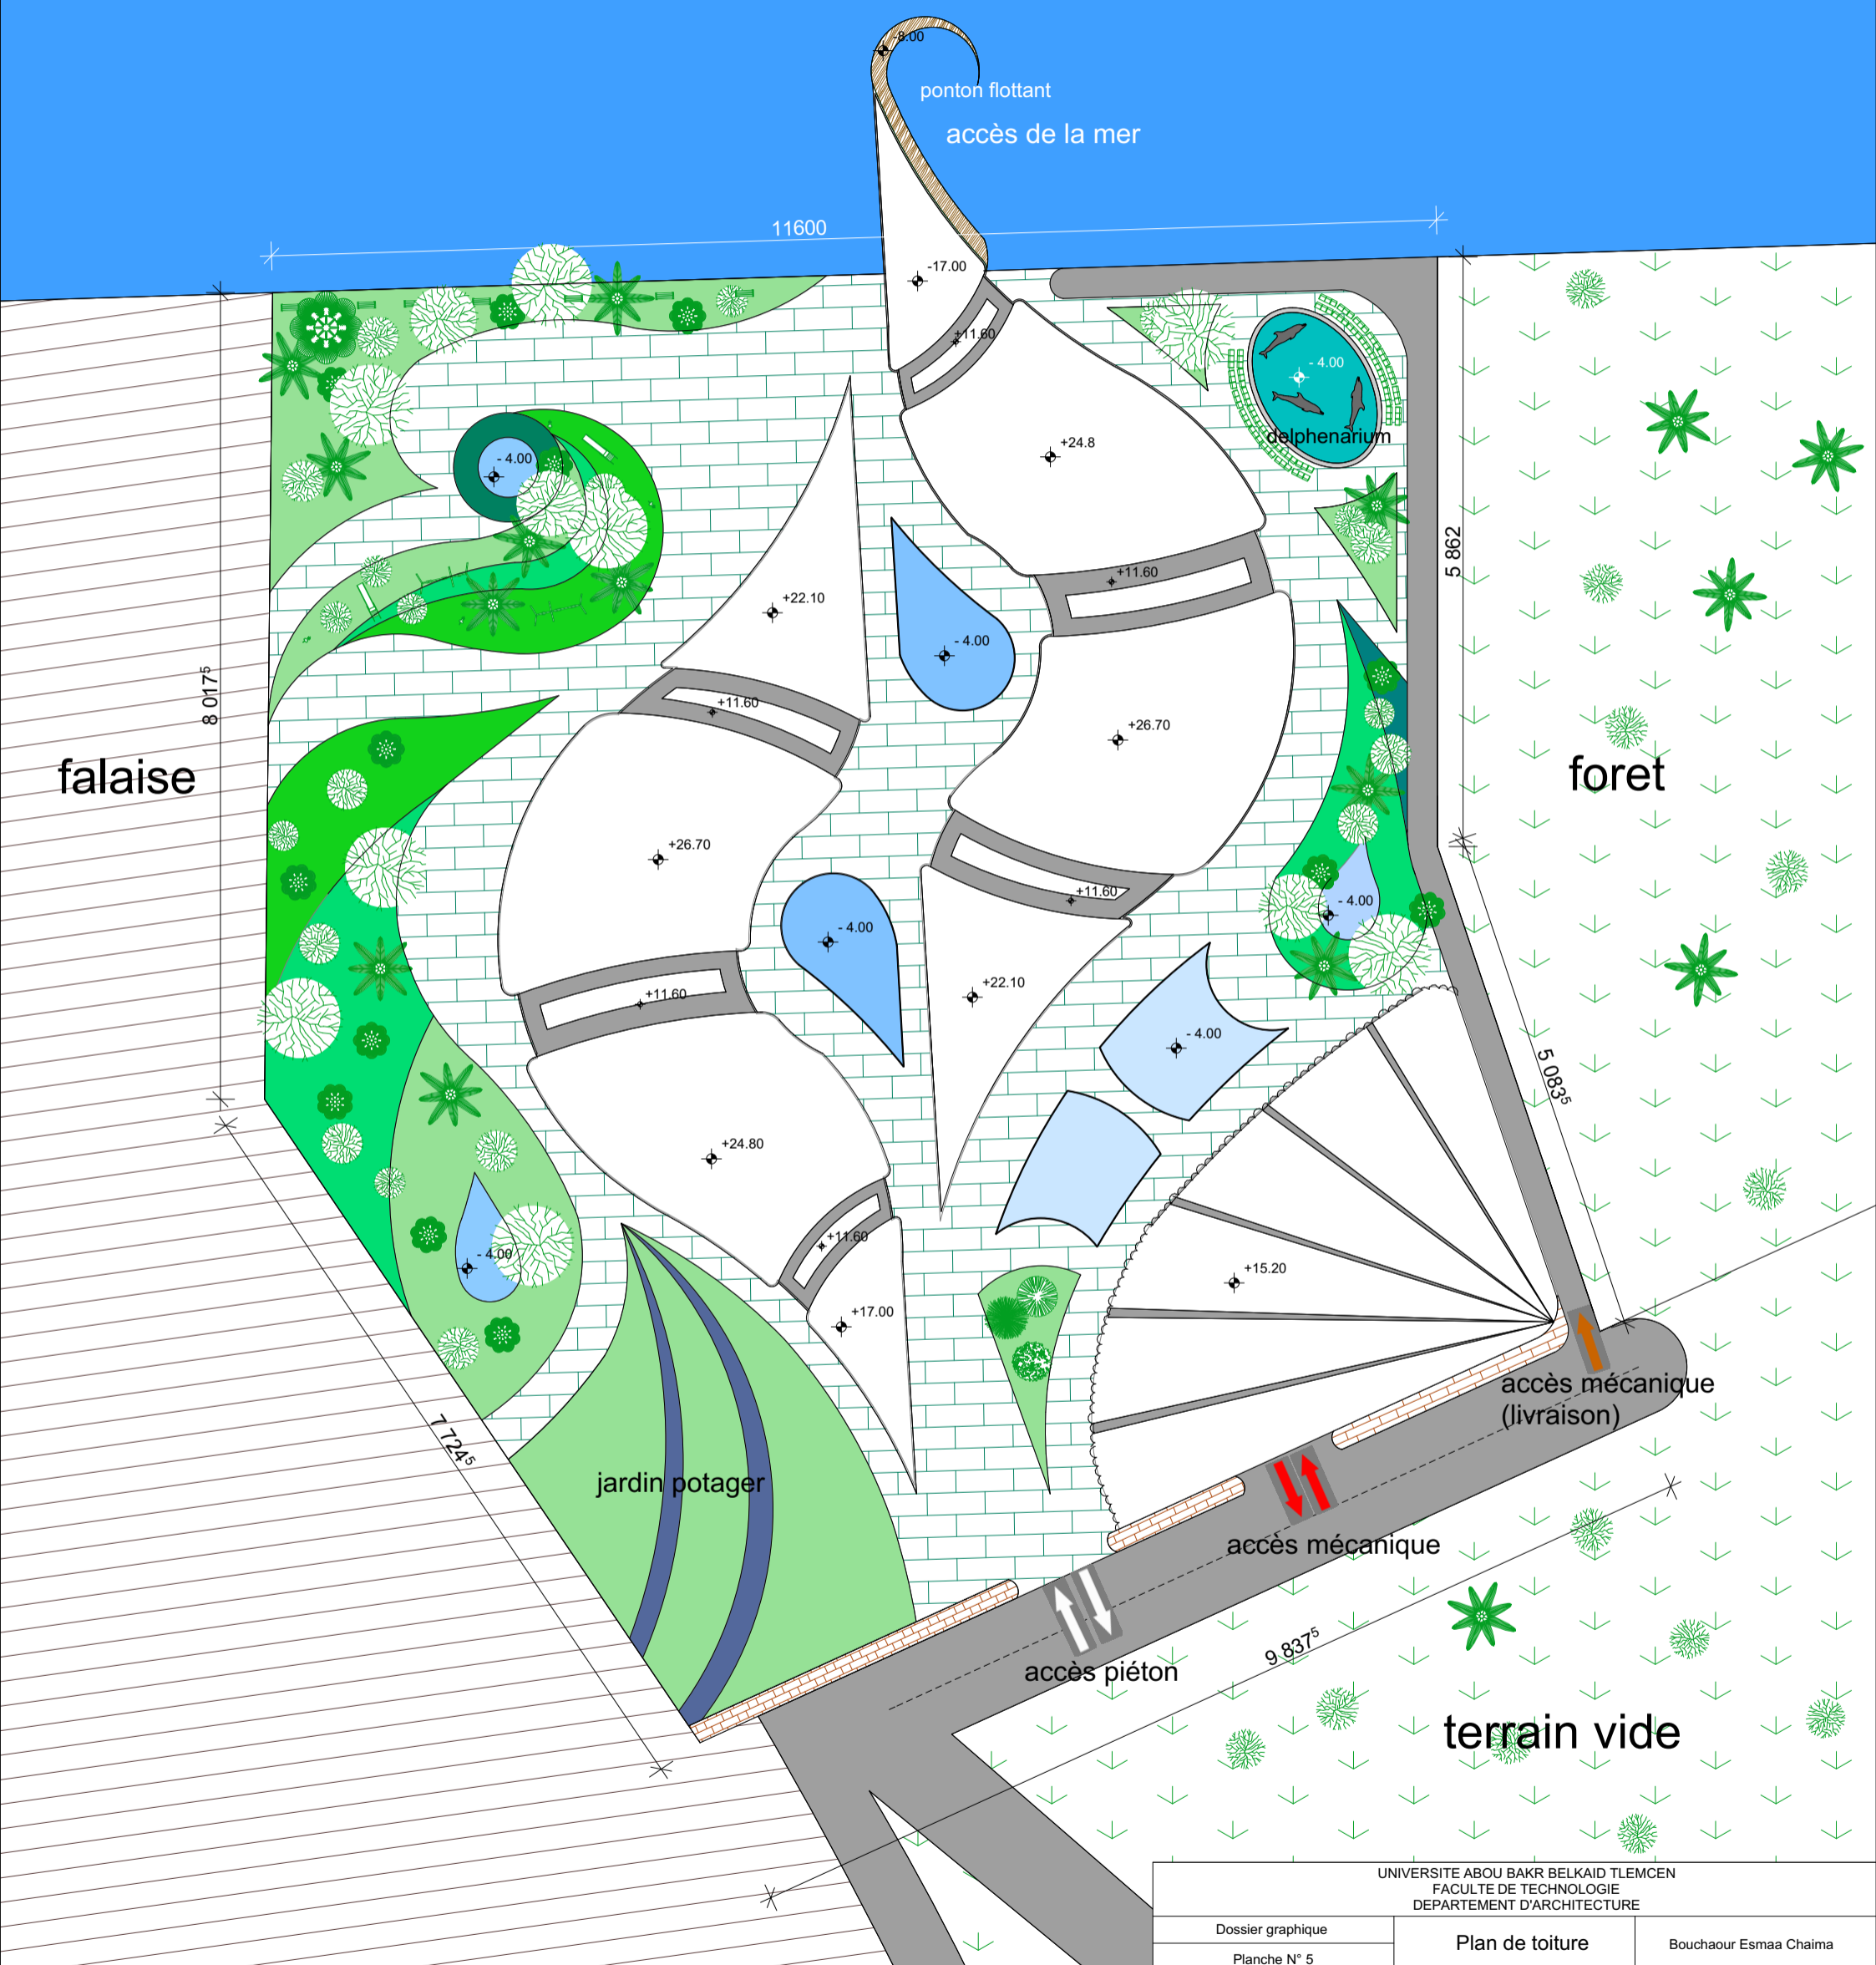 -8.00
ponton flottant
accès de la mer
11600
-17.00
+11.60
- 4.00
delphenarium
+24.8
- 4.00
5 862
+11.60
+22.10
- 4.00
+11.60
8 0175
+26.70
falaise
foret
+26.70
+11.60
- 4.00
- 4.00
+22.10
+11.60
- 4.00
5 0835
+24.80
+11.60
- 4.00
+15.20
+17.00
accès mécanique
(livraison)
7 7245
jardin potager
accès mécanique
9 8375
accès piéton
terrain vide
UNIVERSITE ABOU BAKR BELKAID TLEMCEN
FACULTE DE TECHNOLOGIE
DEPARTEMENT D'ARCHITECTURE
Dossier graphique
Planche N° 5
Plan de toiture
Bouchaour Esmaa Chaima